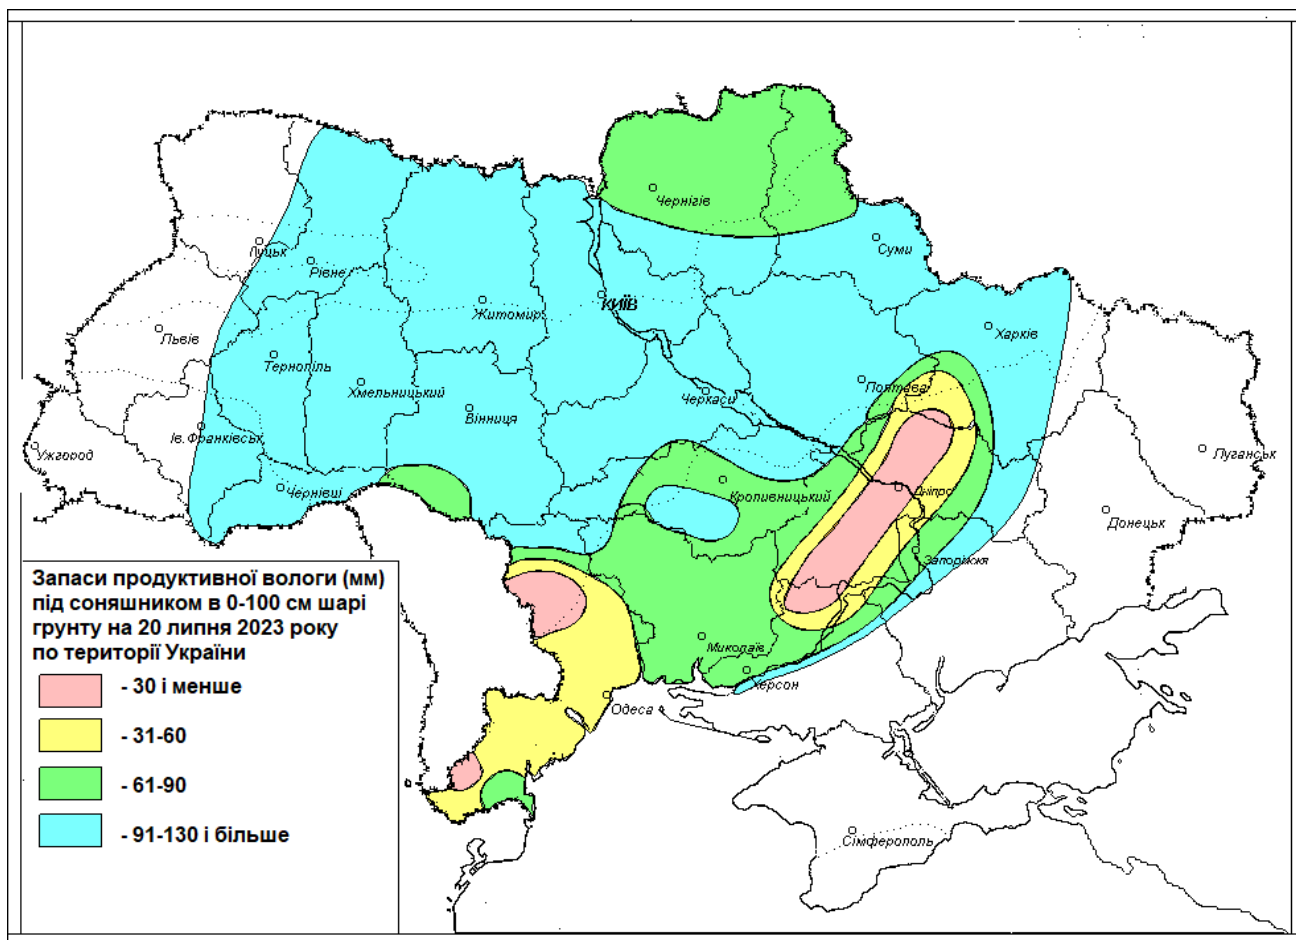 Чернігів
Суми
Луцьк
Рівне
Житомир
КИЇВ
Харків
Львів
Тернопіль
Хмельницький
Полтава
Черкаси
Вінниця
Ів.Франківськ
Ужгород
Луганськ
Чернівці
Кропивницький
Дніпро
Донецьк
Запоріжжя
Запаси продуктивної вологи (мм)
під соняшником в 0-100 см шарі
грунту на 20 липня 2023 року
по території України
Миколаїв
Херсон
- 30 і менше
Одеса
- 31-60
- 61-90
- 91-130 і більше
Сімферополь